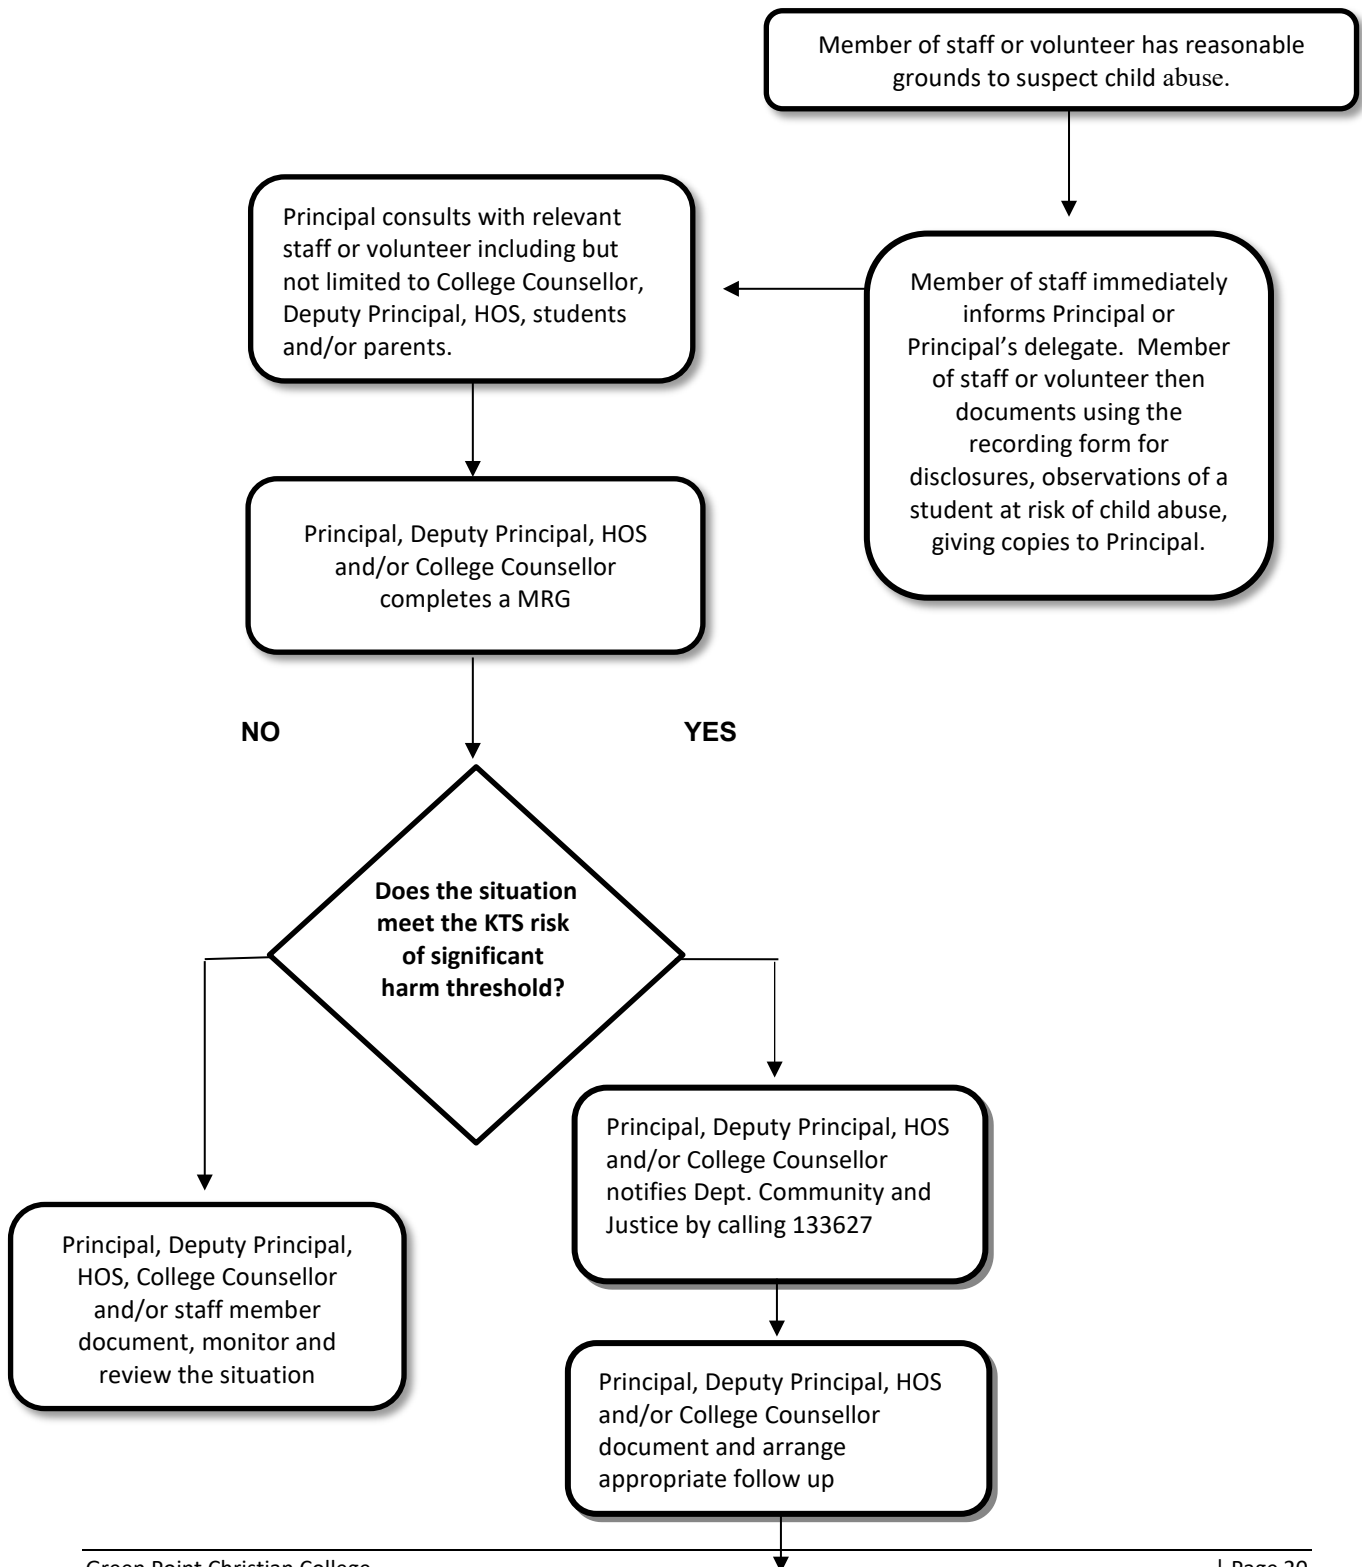 Member of staff or volunteer has reasonable
grounds to suspect child abuse.
Member of staff immediately
informs Principal or
Principal’s delegate.  Member
of staff or volunteer then
documents using the
recording form for
disclosures, observations of a
student at risk of child abuse,
giving copies to Principal.
Principal consults with relevant
staff or volunteer including but
not limited to College Counsellor,
Deputy Principal, HOS, students
and/or parents.
Principal, Deputy Principal, HOS
and/or College Counsellor
completes a MRG
NO
YES
Does the situation
meet the KTS risk
of significant
harm threshold?
Principal, Deputy Principal, HOS
and/or College Counsellor
notifies Dept. Community and
Justice by calling 133627
Principal, Deputy Principal,
HOS, College Counsellor
and/or staff member
document, monitor and
review the situation
Principal, Deputy Principal, HOS
and/or College Counsellor
document and arrange
appropriate follow up
Green Point Christian College
| Page 20